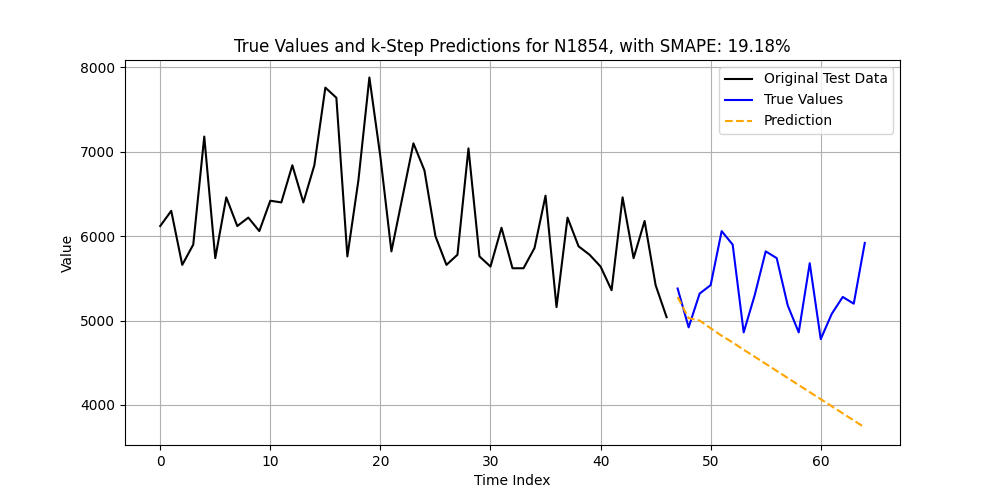 True Values and k-Step Predictions for N1854, with SMAPE: 19.18%
8000
7000
6000
5000
4000
Value
Original Test Data
True Values
Prediction
0 10 20 30 40 50 60
Time Index